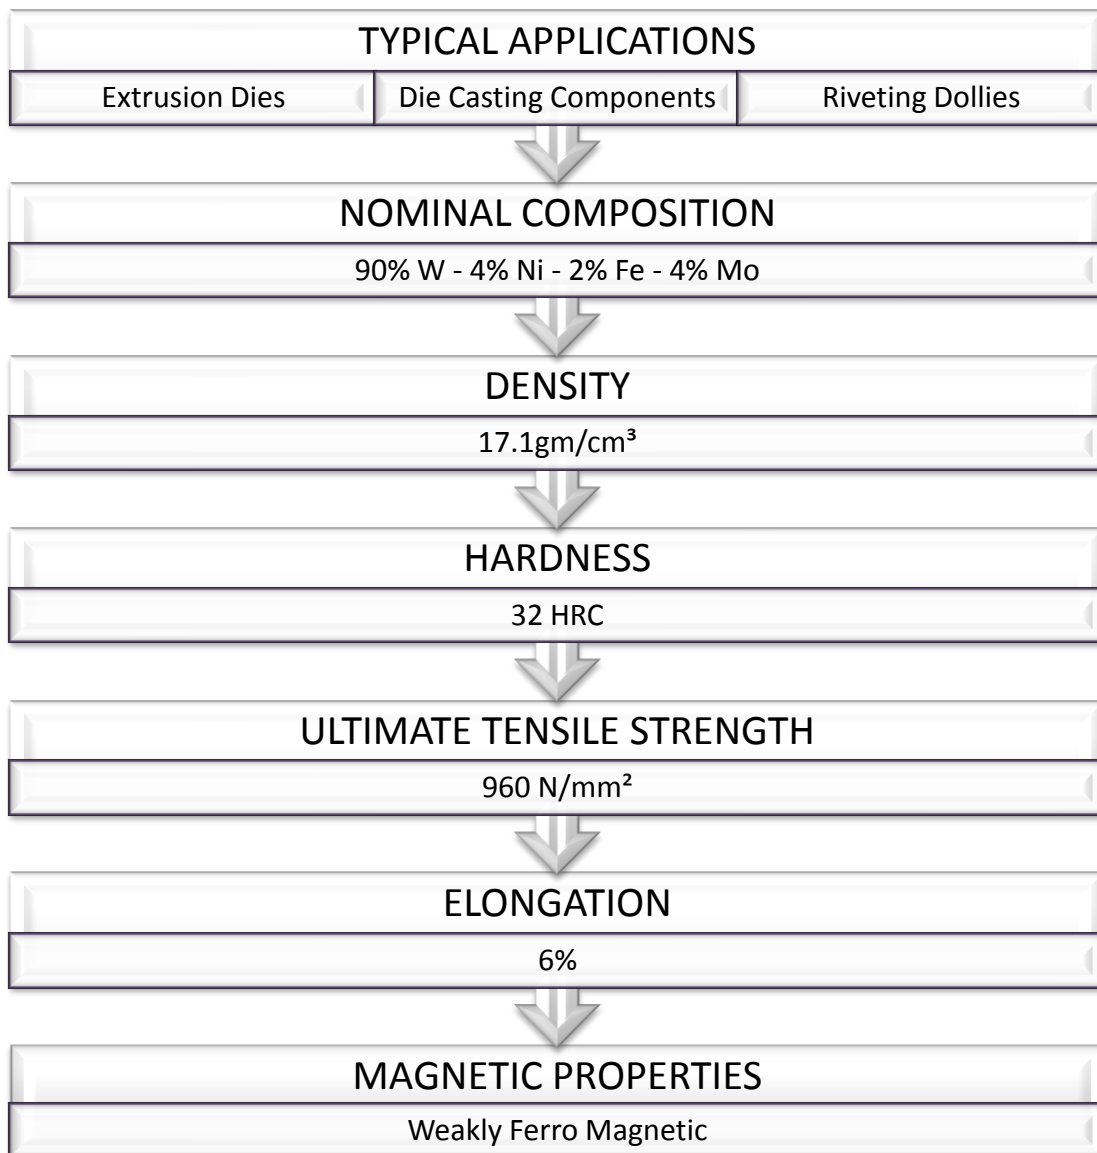 TYPICAL APPLICATIONS
Extrusion Dies
Die Casting Components
Riveting Dollies
NOMINAL COMPOSITION
90% W - 4% Ni - 2% Fe - 4% Mo
DENSITY
17.1gm/cm³
HARDNESS
32 HRC
ULTIMATE TENSILE STRENGTH
960 N/mm²
ELONGATION
6%
MAGNETIC PROPERTIES
Weakly Ferro Magnetic